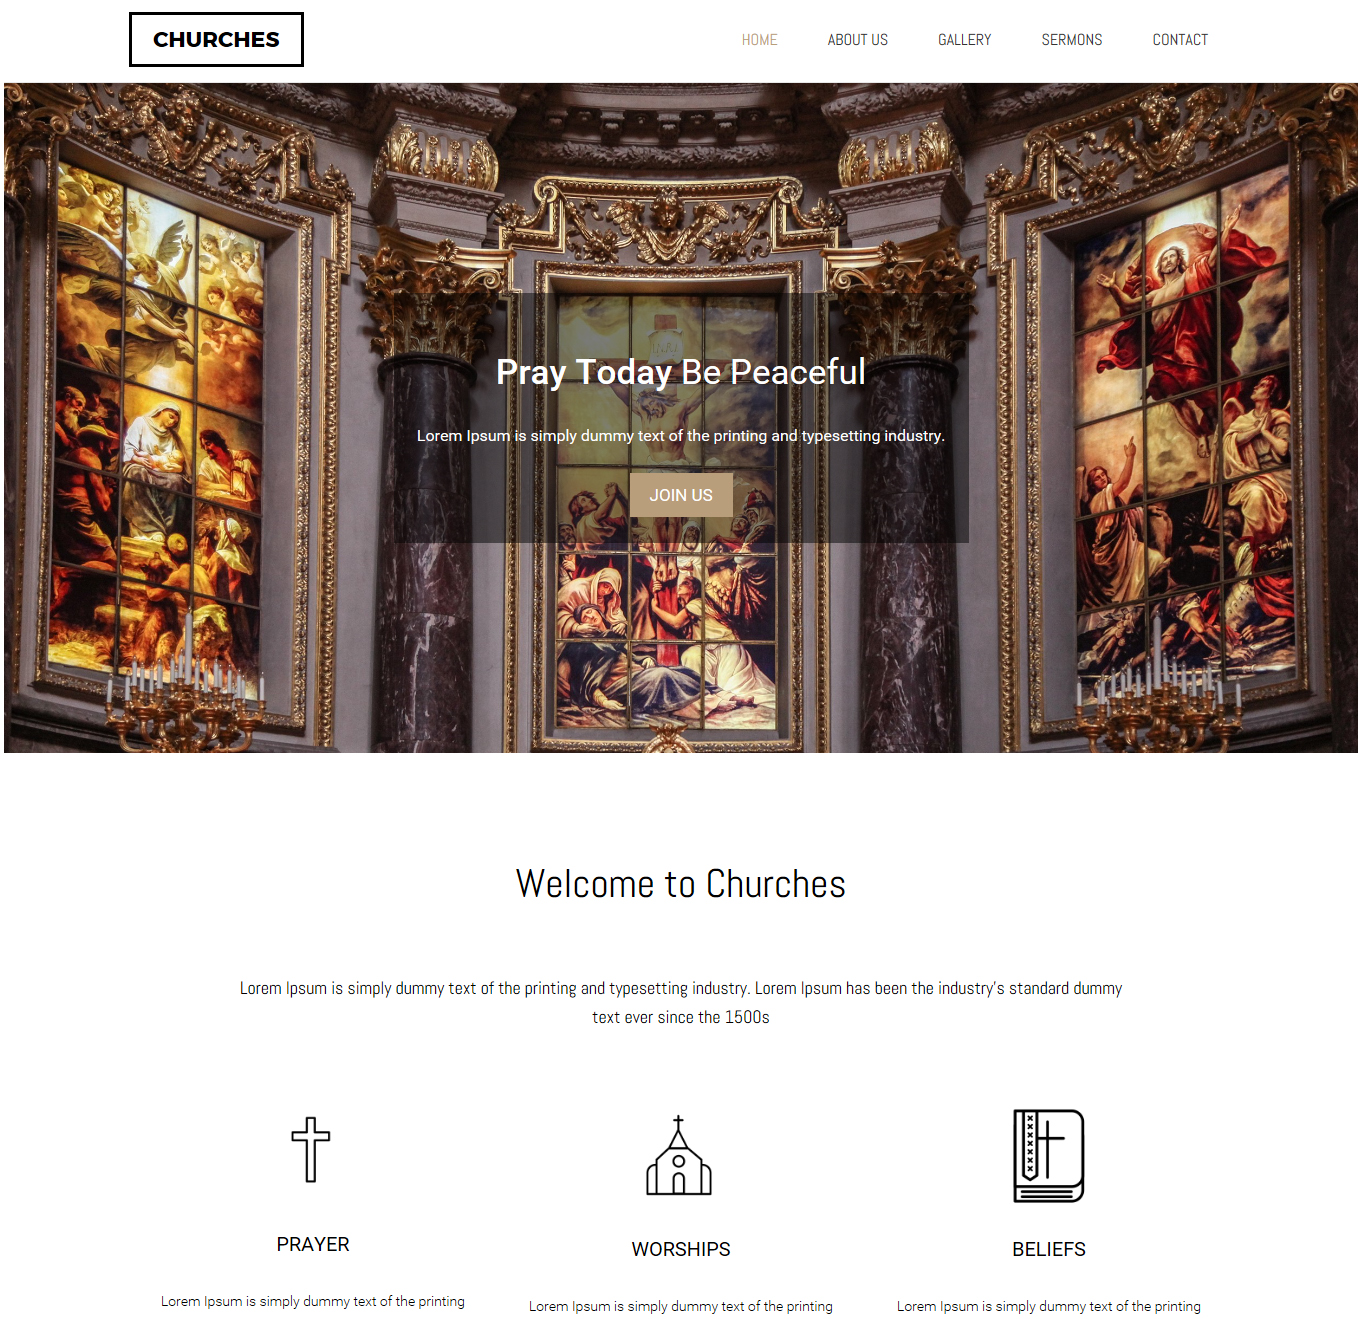 CHURCHES
HOME ABOUT US GALLERY SERMONS CONTACT
Pray Today Be Peaceful
Lorem Ipsum is simply dummy text of the printing and typesetting industry.
JOIN US
Welcome to Churches
Lorem Ipsum is simply dummy text of the printing and typesetting industry. Lorem Ipsum has been the industry's standard dummy
text ever since the 1500s
PRAYER
Lorem Ipsum is simply dummy text of the printing
WORSHIPS
Lorem Ipsum is simply dummy text of the printing
BELIEFS
Lorem Ipsum is simply dummy text of the printing